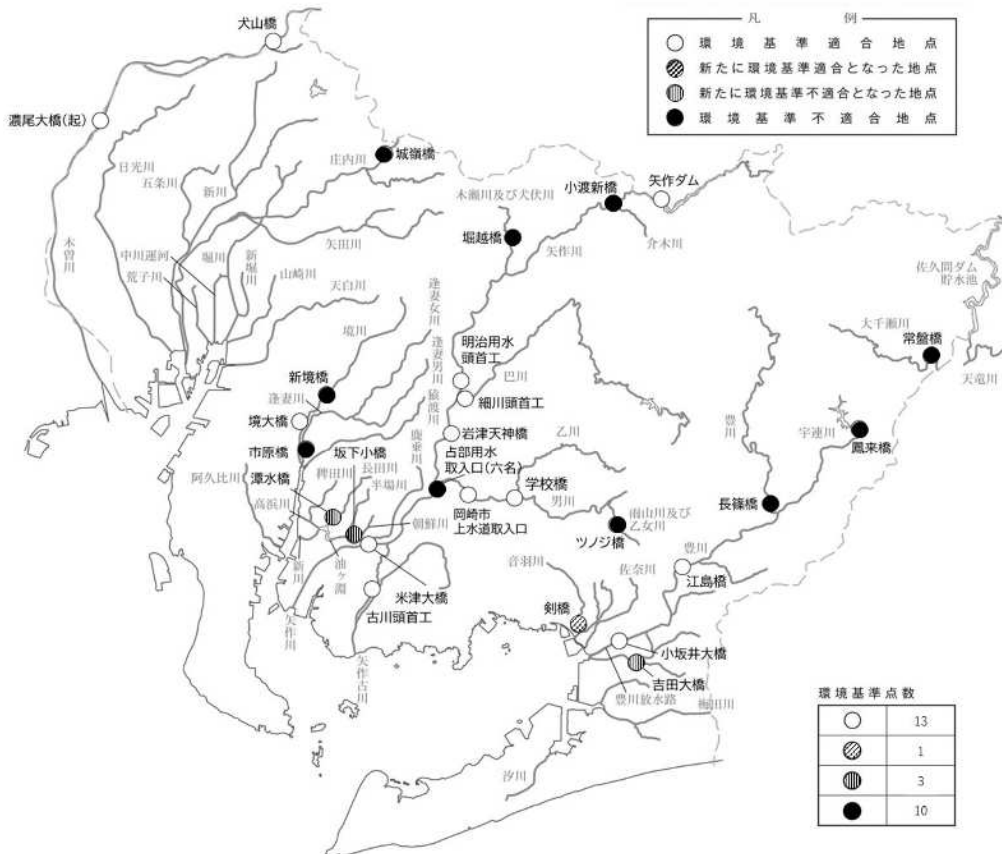 凡例
環境基準適合地点
新たに環境基準適合となった地点
新たに環境基準不適合となった地点
環境基準不適合地点
犬山橋
濃尾大橋(起)
日光川
五条川
新川
庄内川
城嶺橋
木曽川
中川運河
荒子川
堀川
新堀川
矢田川
山崎川
天白川
木瀬川及び犬伏川
堀越橋
小渡新橋
矢作ダム
矢作川
介木川
佐久間ダム
貯水池
大千瀬川
常盤橋
天竜川
逢妻女川
逢妻男川
猿渡川
境川
新境橋
逢妻川
境大橋
市原橋
明治用水
頭首工
巴川
細川頭首工
岩津天神橋
占部用水
取入口(六名)
乙川
学校橋
男川
岡崎市
上水道取入口
雨山川及び
乙女川
ツノジ橋
豊川
宇連川
鳳来橋
長篠橋
阿久比川
坂下小橋
潭水橋
稗田川
長田川
半場川
鹿乗川
高浜川
朝鮮川
新川
油ヶ淵
矢作川
米津大橋
古川頭首工
矢作古川
音羽川
佐奈川
豊川
江島橋
剣橋
小坂井大橋
吉田大橋
豊川放水路
梅田川
汐川
環境基準点数
13
1
3
10